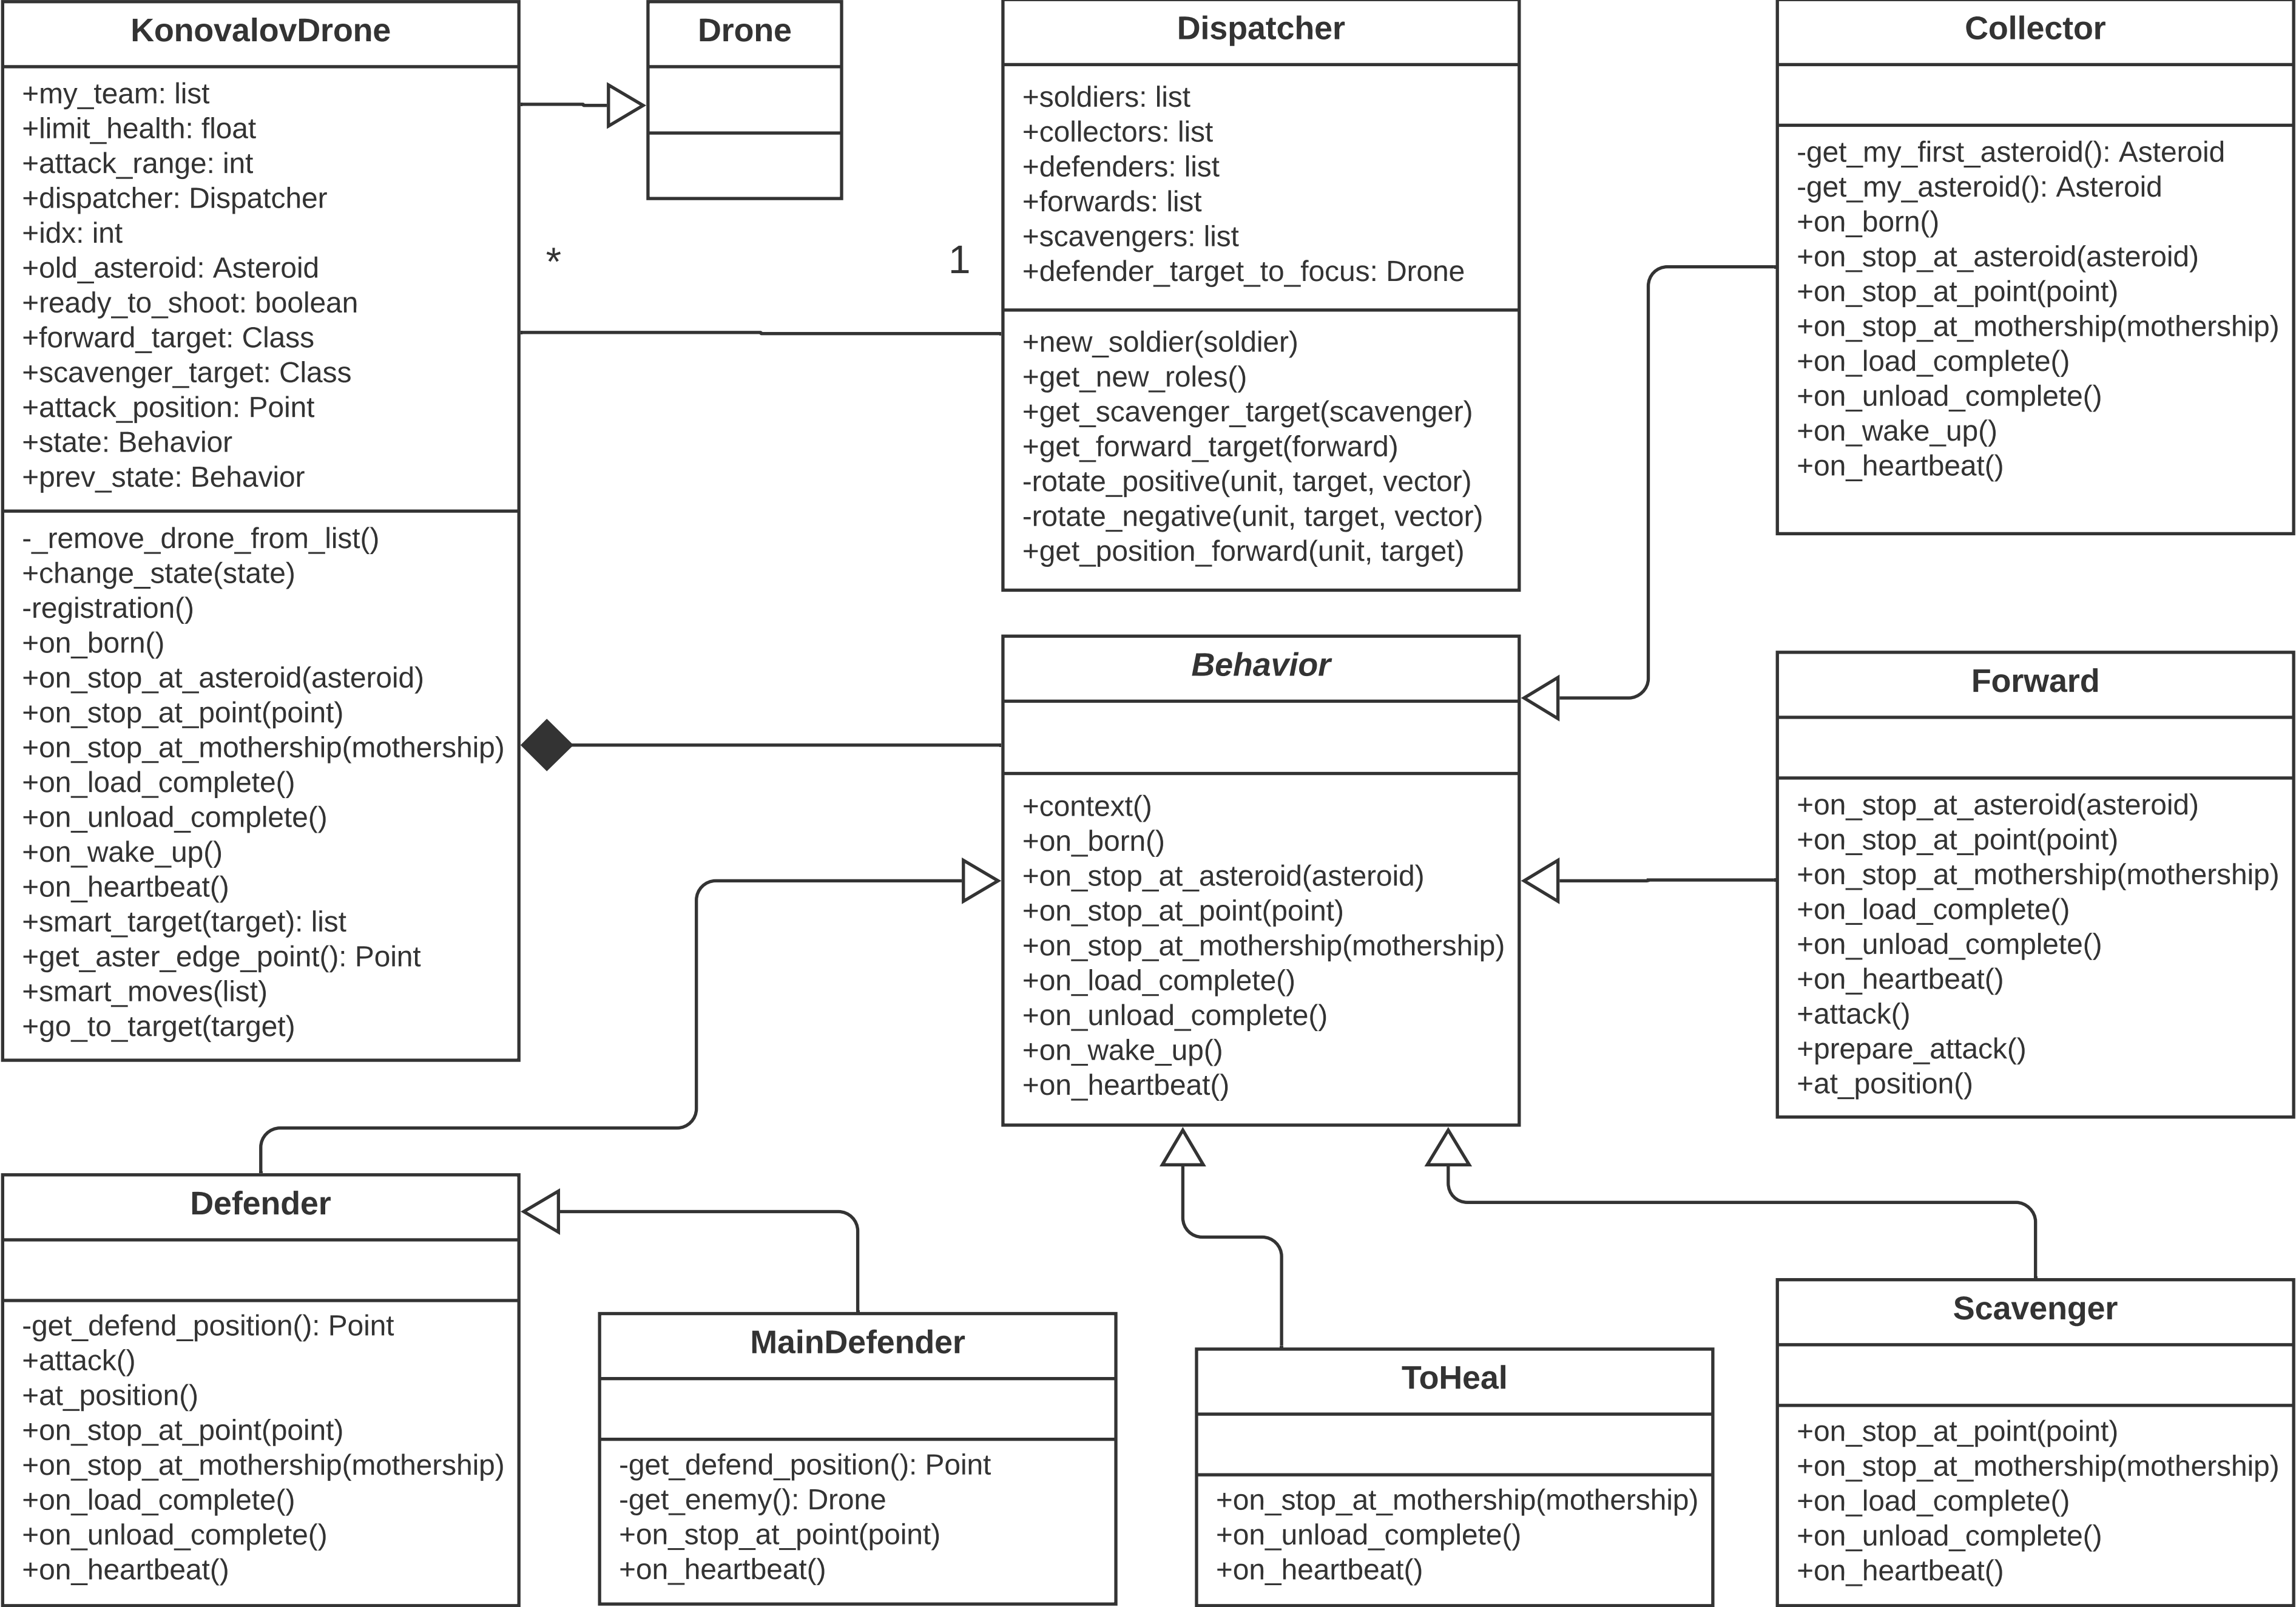 KonovalovDrone
+my_team: list
+limit_health: float
+attack_range: int
+dispatcher: Dispatcher
+idx: int
+old_asteroid: Asteroid
+ready_to_shoot: boolean
+forward_target: Class
+scavenger_target: Class
+attack_position: Point
+state: Behavior
+prev_state: Behavior
-_remove_drone_from_list()
+change_state(state)
-registration()
+on_born()
+on_stop_at_asteroid(asteroid)
+on_stop_at_point(point)
+on_stop_at_mothership(mothership)
+on_load_complete()
+on_unload_complete()
+on_wake_up()
+on_heartbeat()
+smart_target(target): list
+get_aster_edge_point(): Point
+smart_moves(list)
+go_to_target(target)
Drone
*
1
Dispatcher
+soldiers: list
+collectors: list
+defenders: list
+forwards: list
+scavengers: list
+defender_target_to_focus: Drone
+new_soldier(soldier)
+get_new_roles()
+get_scavenger_target(scavenger)
+get_forward_target(forward)
-rotate_positive(unit, target, vector)
-rotate_negative(unit, target, vector)
+get_position_forward(unit, target)
Collector
-get_my_first_asteroid(): Asteroid
-get_my_asteroid(): Asteroid
+on_born()
+on_stop_at_asteroid(asteroid)
+on_stop_at_point(point)
+on_stop_at_mothership(mothership)
+on_load_complete()
+on_unload_complete()
+on_wake_up()
+on_heartbeat()
Behavior
+context()
+on_born()
+on_stop_at_asteroid(asteroid)
+on_stop_at_point(point)
+on_stop_at_mothership(mothership)
+on_load_complete()
+on_unload_complete()
+on_wake_up()
+on_heartbeat()
Forward
+on_stop_at_asteroid(asteroid)
+on_stop_at_point(point)
+on_stop_at_mothership(mothership)
+on_load_complete()
+on_unload_complete()
+on_heartbeat()
+attack()
+prepare_attack()
+at_position()
Defender
-get_defend_position(): Point
+attack()
+at_position()
+on_stop_at_point(point)
+on_stop_at_mothership(mothership)
+on_load_complete()
+on_unload_complete()
+on_heartbeat()
MainDefender
-get_defend_position(): Point
-get_enemy(): Drone
+on_stop_at_point(point)
+on_heartbeat()
ToHeal
+on_stop_at_mothership(mothership)
+on_unload_complete()
+on_heartbeat()
Scavenger
+on_stop_at_point(point)
+on_stop_at_mothership(mothership)
+on_load_complete()
+on_unload_complete()
+on_heartbeat()